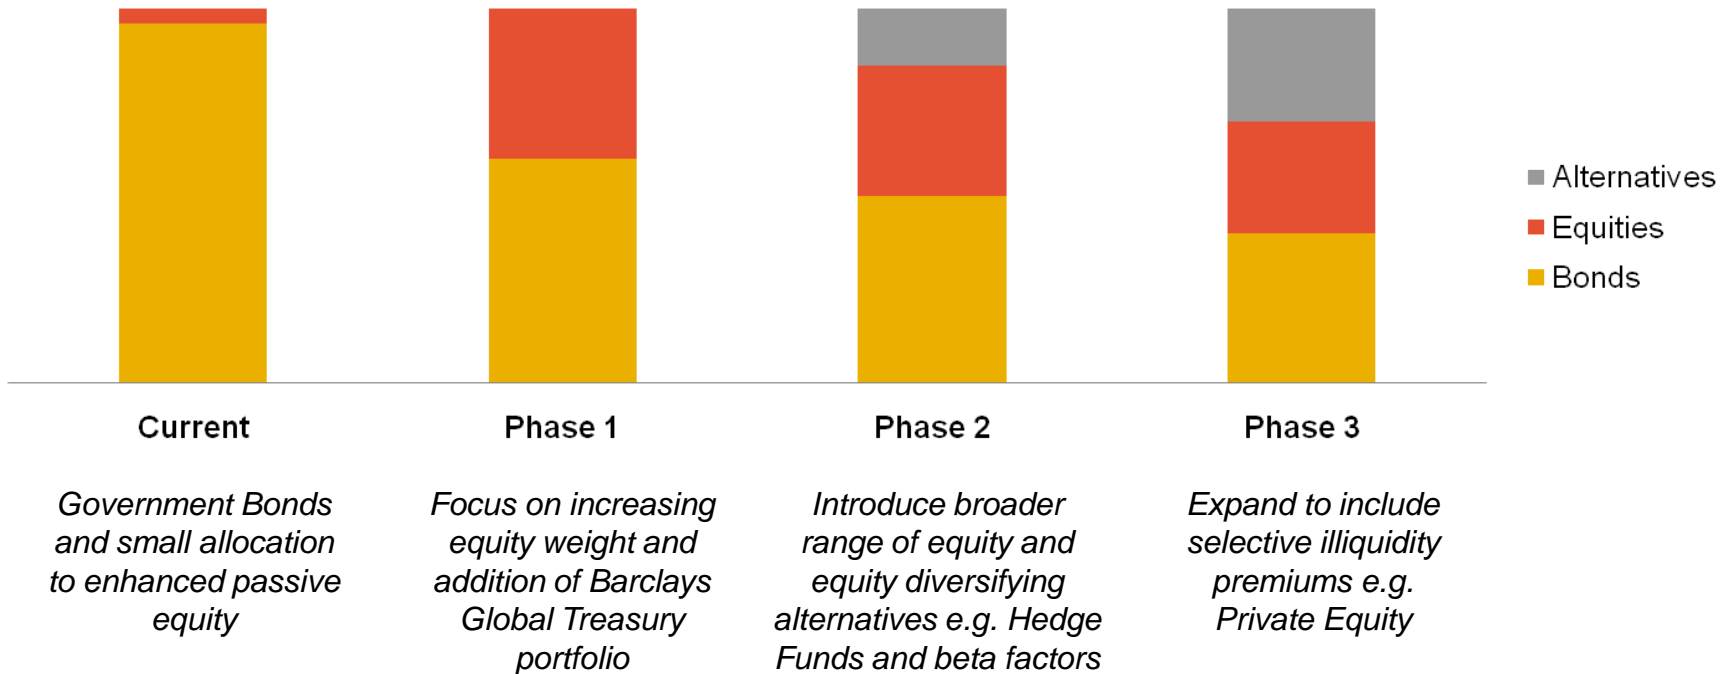 Alternatives
Equities
Bonds
Current
Government Bonds
and small allocation
to enhanced passive
equity
Phase 1
Focus on increasing
equity weight and
addition of Barclays
Global Treasury
portfolio
Phase 2
Introduce broader
range of equity and
equity diversifying
alternatives e.g. Hedge
Funds and beta factors
Phase 3
Expand to include
selective illiquidity
premiums e.g.
Private Equity